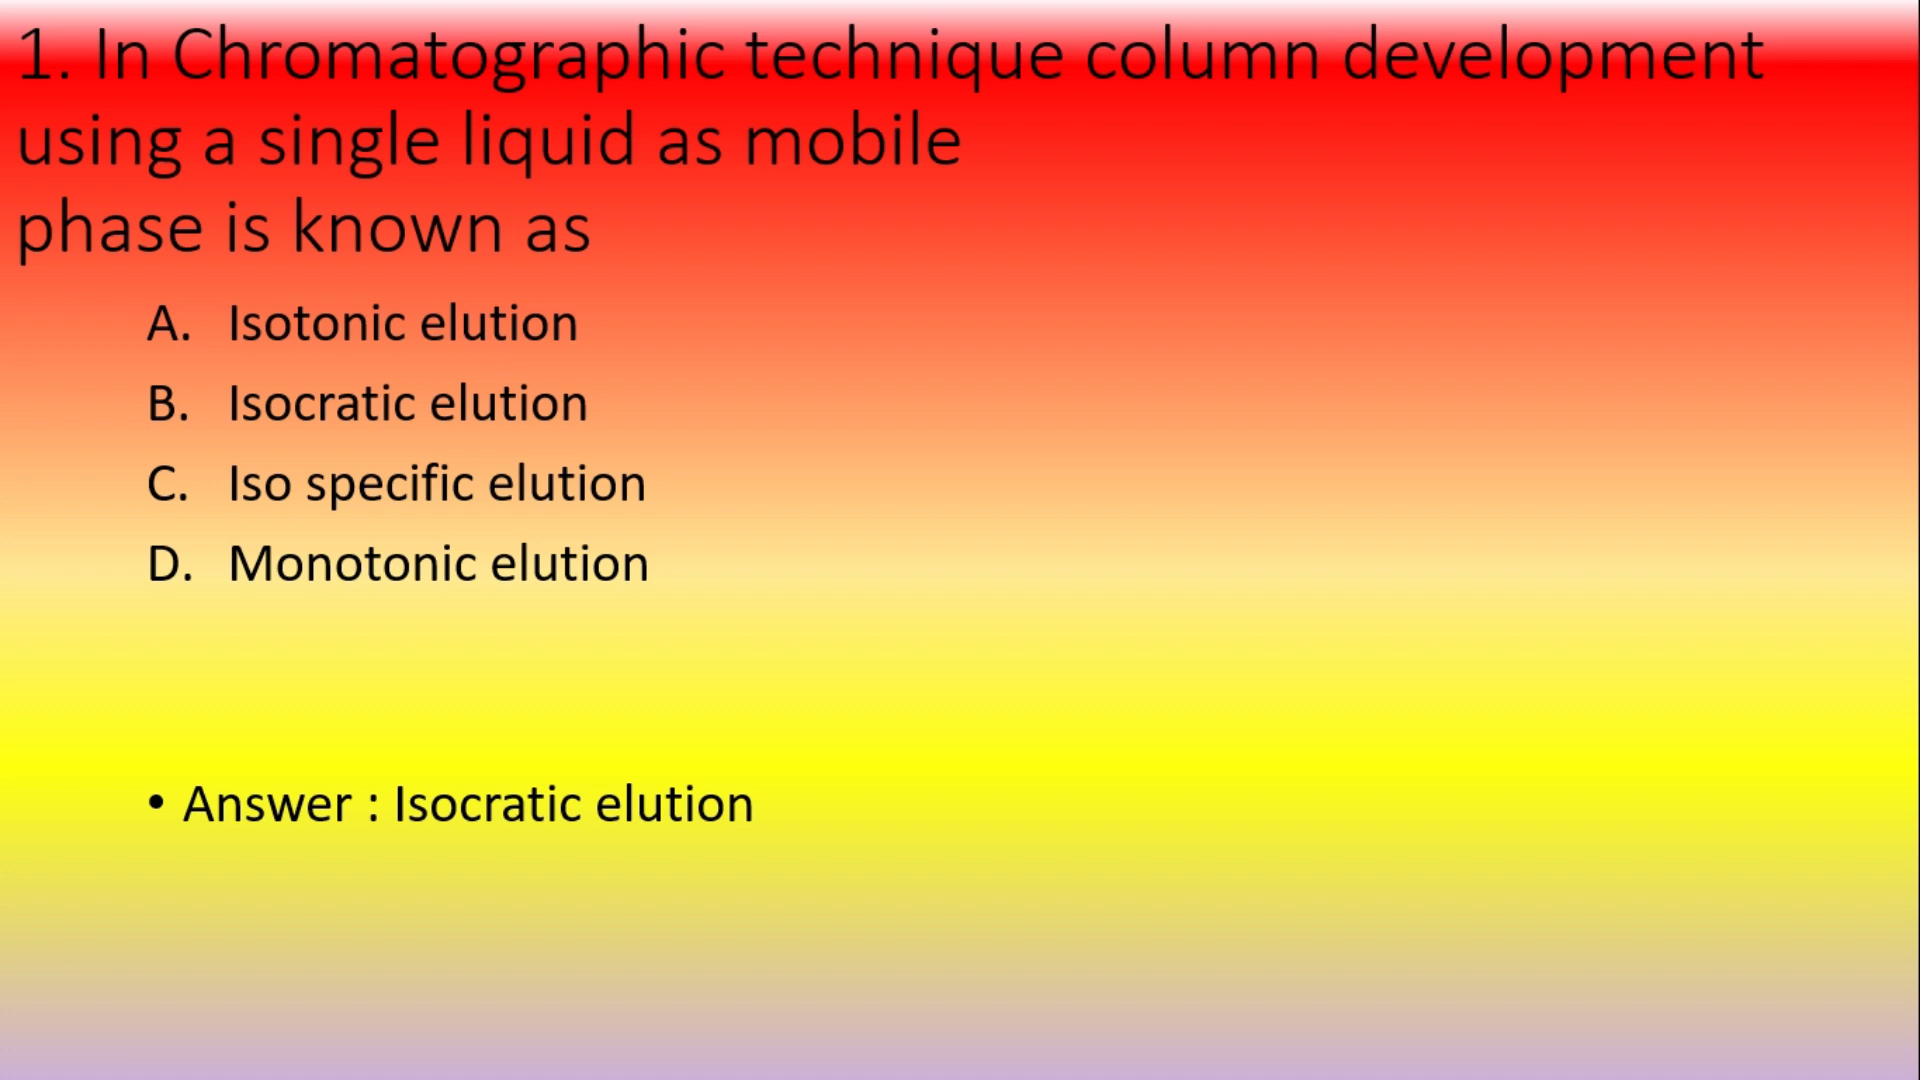 1. In Chromatographic technique column development
using a single liquid as mobile
phase is known as
A. Isotonic elution
B. Isocratic elution
C. Iso specific elution
D. Monotonic elution
• Answer : Isocratic elution